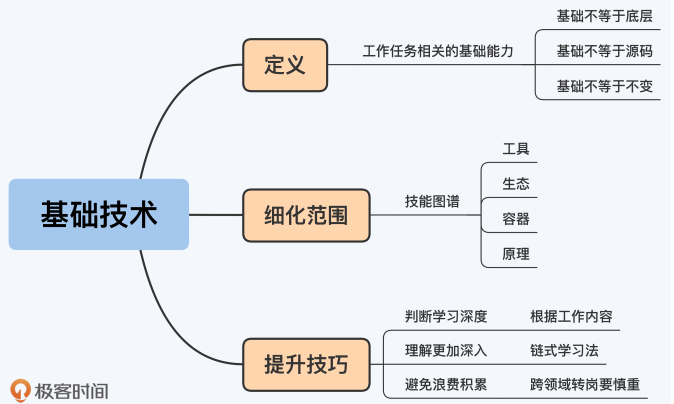 基础技术
定义
工作任务相关的基础能力
基础不等于底层
基础不等于源码
基础不等于不变
细化范围
技能图谱
工具
生态
容器
原理
提升技巧
判断学习深度 根据工作内容
理解更加深入 链式学习法
避免浪费积累 跨领域转岗要慎重
极客时间